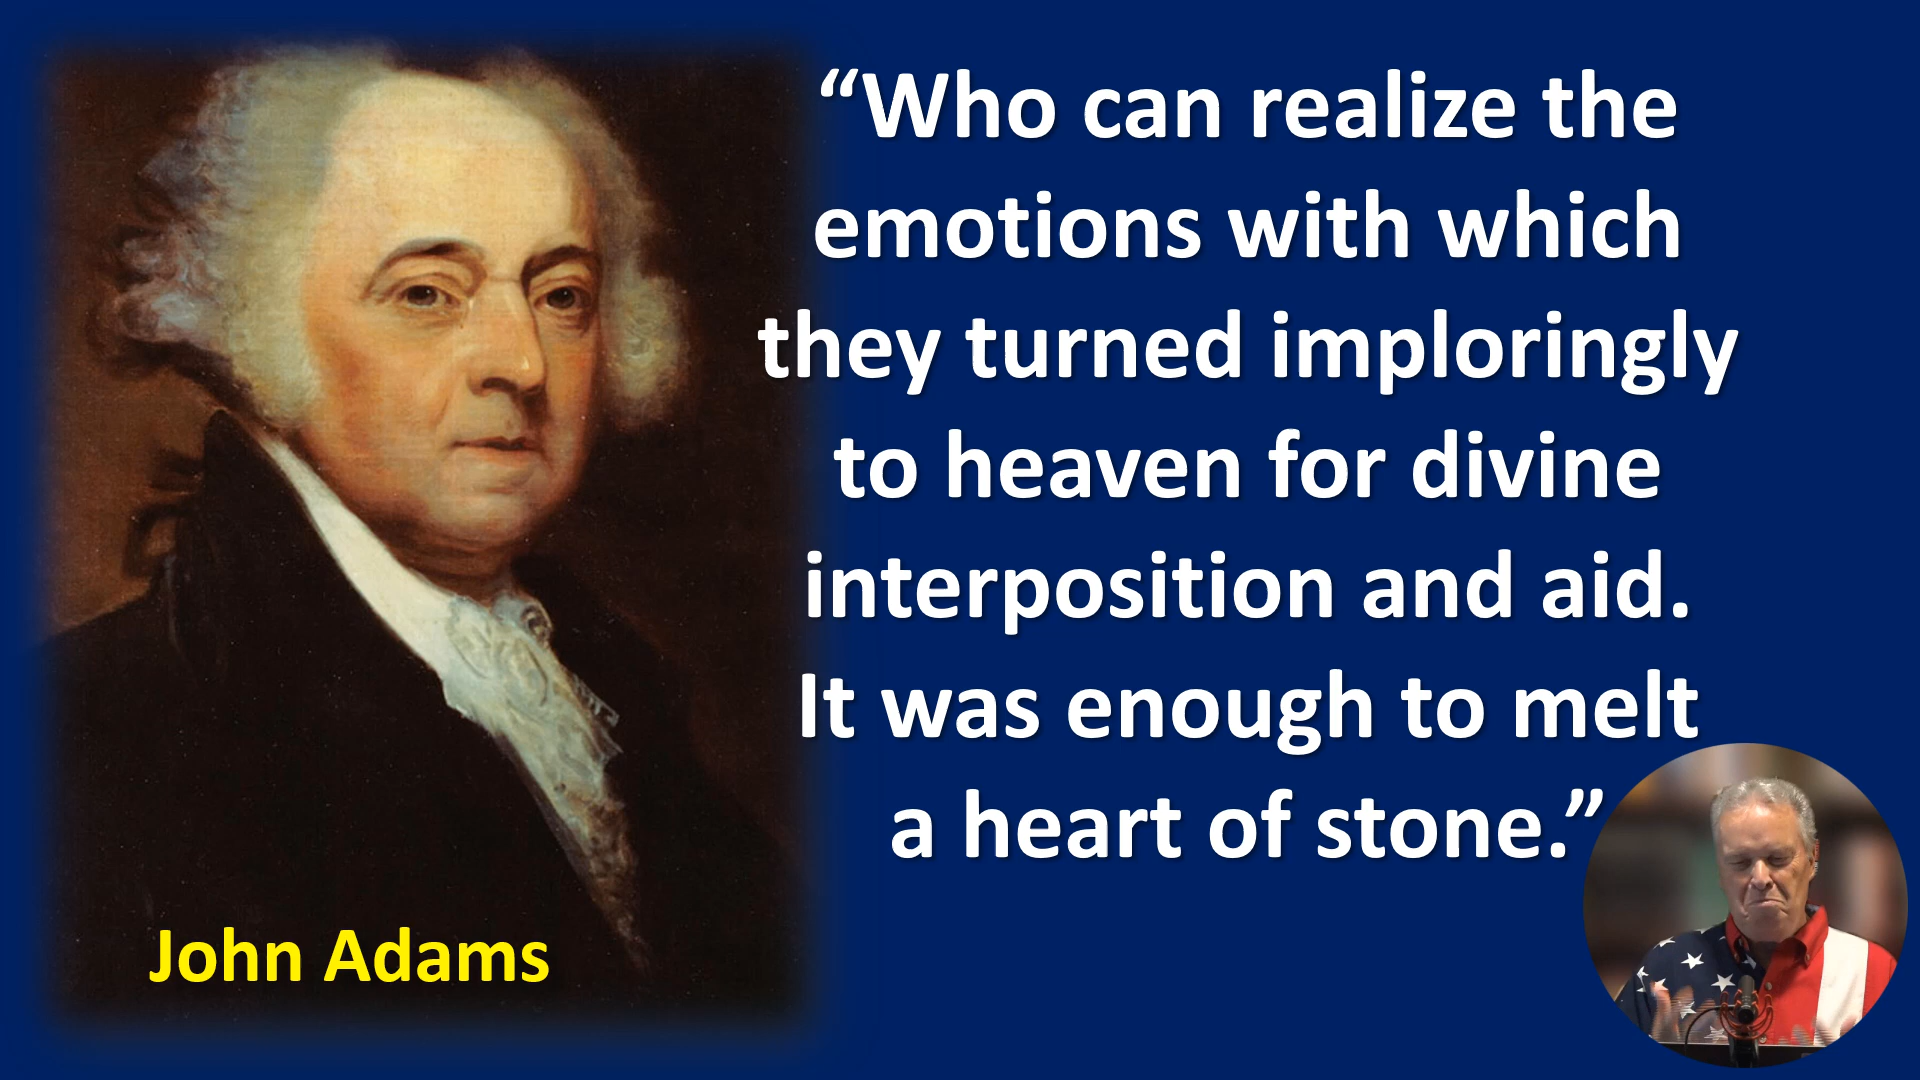 “Who can realize the
emotions with which
they turned imploringly
to heaven for divine
interposition and aid.
It was enough to melt
a heart of stone.”
John Adams